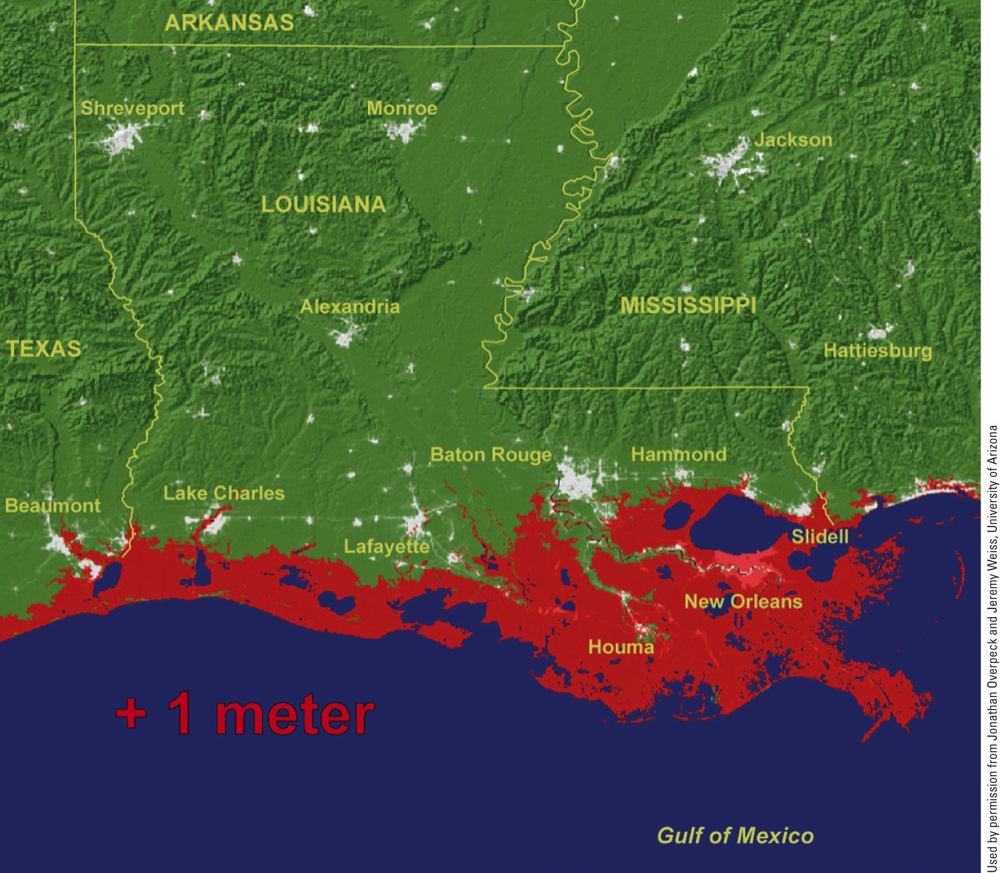 ARKANSAS
Shreveport
Monroe
Jackson
LOUISIANA
Alexandria
MISSISSIPPI
TEXAS
Hattiesburg
Baton Rouge
Hammond
Beaumont
Lake Charles
Lafayette
Slidell
New Orleans
Houma
+ 1 meter
Gulf of Mexico
Used by permission from Jonathan Overpeck and Jeremy Weiss, University of Arizona